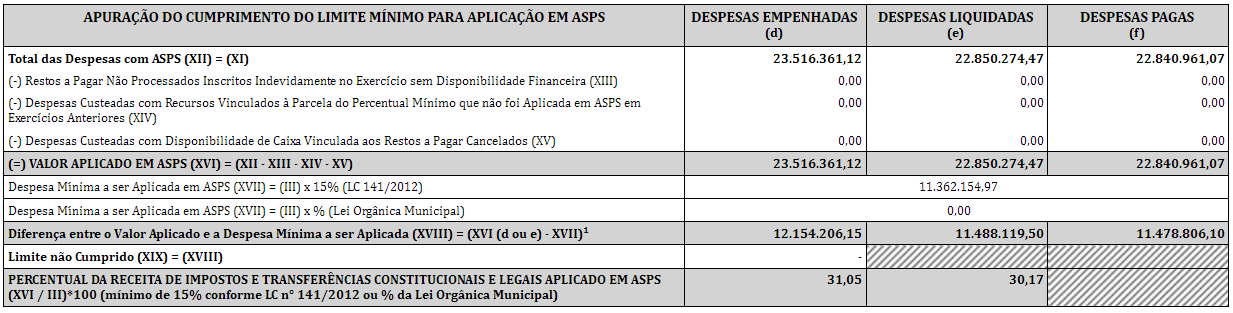 APURAÇÃO DO CUMPRIMENTO DO LIMITE MÍNIMO PARA APLICAÇÃO EM ASPS DESPESAS EMPENHADAS (d) DESPESAS LIQUIDADAS (e) DESPESAS PAGAS (f)
Total das Despesas com ASPS (XII) = (XI) 23.516.361,12 22.850.274,47 22.840.961,07
(-) Restos a Pagar Não Processados Inscritos Indevidamente no Exercício sem Disponibilidade Financeira (XIII) 0,00 0,00 0,00
(-) Despesas Custeadas com Recursos Vinculados à Parcela do Percentual Mínimo que não foi Aplicada em ASPS em 0,00 0,00 0,00
Exercícios Anteriores (XIV)
(-) Despesas Custeadas com Disponibilidade de Caixa Vinculada aos Restos a Pagar Cancelados (XV) 0,00 0,00 0,00
(=) VALOR APLICADO EM ASPS (XVI) = (XII - XIII - XIV - XV) 23.516.361,12 22.850.274,47 22.840.961,07
Despesa Mínima a ser Aplicada em ASPS (XVII) = (III) x 15% (LC 141/2012) 11.362.154,97
Despesa Mínima a ser Aplicada em ASPS (XVII) = (III) x % (Lei Orgânica Municipal) 0,00
Diferença entre o Valor Aplicado e a Despesa Mínima a ser Aplicada (XVIII) = (XVI (d ou e) - XVII)¹ 12.154.206,15 11.488.119,50 11.478.806,10
Limite não Cumprido (XIX) = (XVIII) -
PERCENTUAL DA RECEITA DE IMPOSTOS E TRANSFERÊNCIAS CONSTITUCIONAIS E LEGAIS APLICADO EM ASPS 31,05 30,17
(XVI / III)*100 (mínimo de 15% conforme LC n° 141/2012 ou % da Lei Orgânica Municipal)